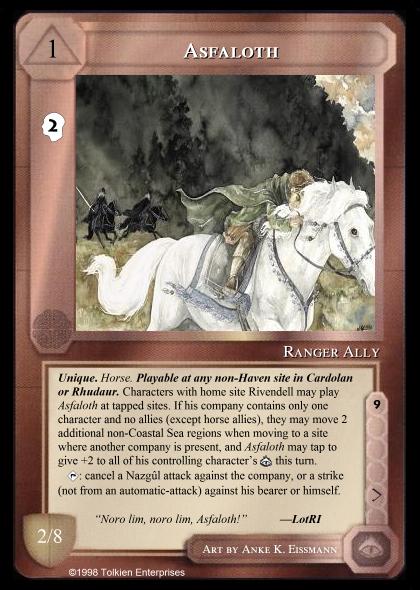 1
ASFALOTH
2
RANGER ALLY
Unique. Horse. Playable at any non-Haven site in Cardolan
or Rhudaur. Characters with home site Rivendell may play
Asfaloth at tapped sites. If his company contains only one
character and no allies (except horse allies), they may move 2
additional non-Coastal Sea regions when moving to a site
where another company is present, and Asfaloth may tap to
give +2 to all of his controlling character's this turn.
: cancel a Nazgûl attack against the company, or a strike
(not from an automatic-attack) against his bearer or himself.
"Noro lim, noro lim, Asfaloth!" —LotRI
9
2/8
ART BY ANKE K. EISSMANN
©1998 Tolkien Enterprises